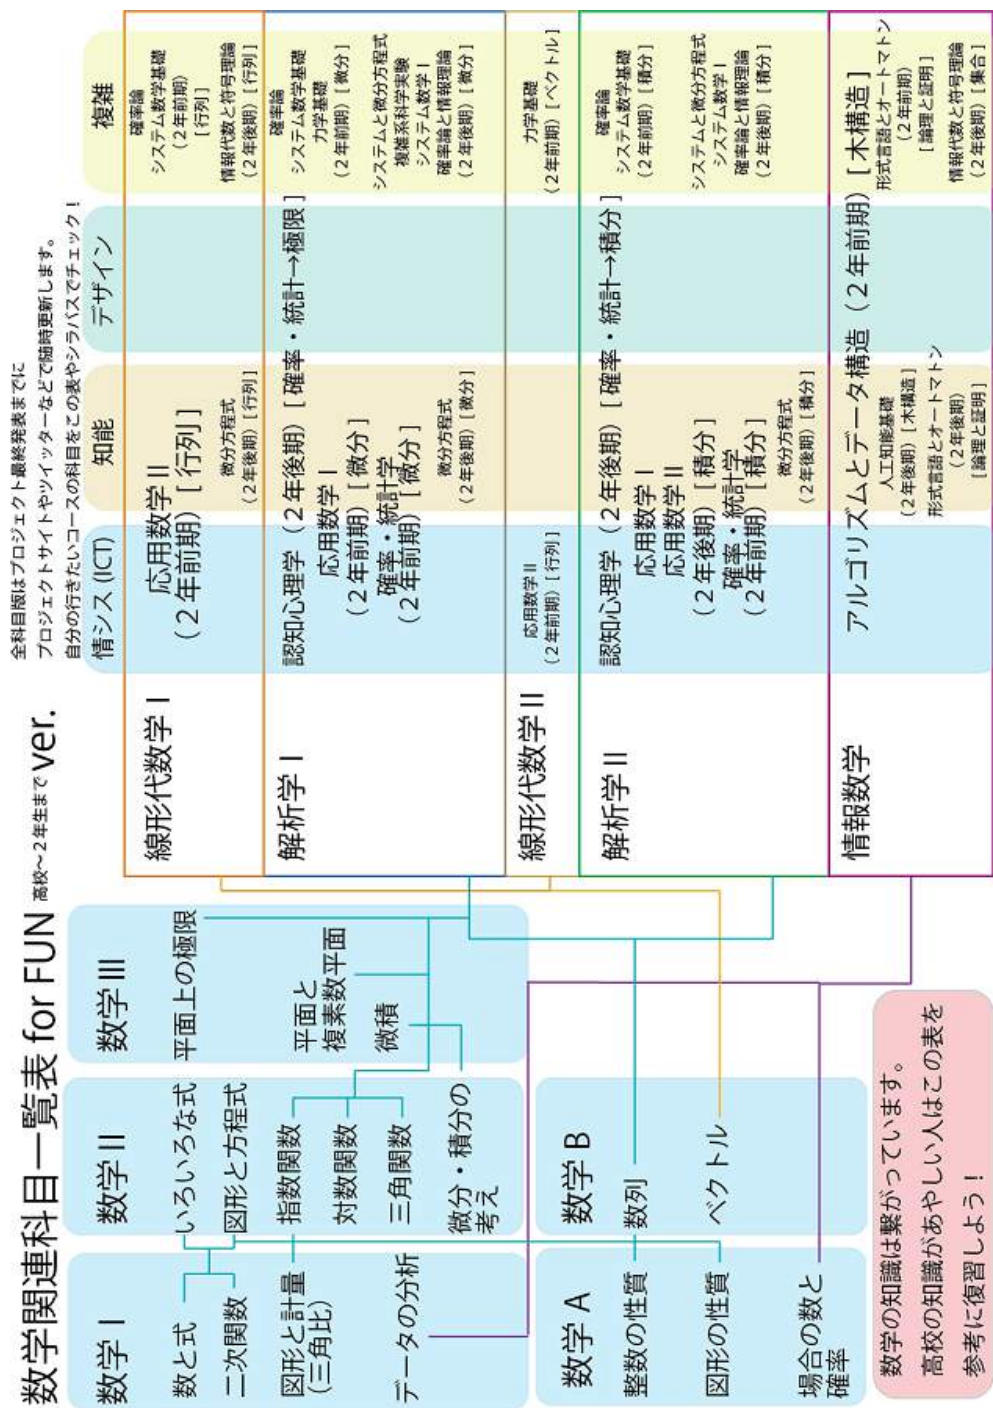 数学関連科目一覧表 for FUN 高校～2年生まで ver.
全科目版はプロジェクト最終発表までに
プロジェクトサイトやツイッターなどで随時更新します。
自分の行きたいコースの科目をこの表やシラバスでチェック！
数学 I
数と式
二次関数
図形と計量
(三角比)
データの分析
数学 II
いろいろな式
図形と方程式
指数関数
対数関数
三角関数
微分・積分の
考え
数学 III
平面上の極限
平面と
複素数平面
微積
数学 A
整数の性質
図形の性質
場合の数と
確率
数学 B
数列
ベクトル
数学の知識は繋がっています。
高校の知識があやしい人はこの表を
参考に復習しよう！
情シス (ICT)
知能
デザイン
複雑
線形代数学 I
応用数学 II
（２年前期）[ 行列 ]
微分方程式
（２年後期）[ 行列 ]
確率論
システム数学基礎
（２年前期）
[ 行列 ]
情報代数と符号理論
（２年後期）[ 行列 ]
解析学 I
認知心理学（２年後期）[ 確率・統計→極限 ]
応用数学 I
（２年前期）[ 微分 ]
確率・統計学
（２年前期）[ 微分 ]
微分方程式
（２年後期）[ 微分 ]
確率論
システム数学基礎
力学基礎
（２年前期）[ 微分 ]
システムと微分方程式
複雑系科学実験
システム数学 I
確率論と情報理論
（２年後期）[ 微分 ]
線形代数学 II
応用数学 II
（２年前期）[ 行列 ]
力学基礎
（２年前期）[ ベクトル ]
解析学 II
認知心理学（２年後期）[ 確率・統計→積分 ]
応用数学 I
応用数学 II
（２年後期）[ 積分 ]
確率・統計学
（２年前期）[ 積分 ]
微分方程式
（２年後期）[ 積分 ]
確率論
システム数学基礎
（２年前期）[ 積分 ]
システムと微分方程式
システム数学 I
確率論と情報理論
（２年後期）[ 積分 ]
情報数学
アルゴリズムとデータ構造（２年前期）[ 木構造 ]
人工知能基礎
（２年後期）[ 木構造 ]
形式言語とオートマトン
（２年後期）
[ 論理と証明 ]
形式言語とオートマトン
（２年前期）
[ 論理と証明 ]
情報代数と符号理論
（２年後期）[ 集合 ]